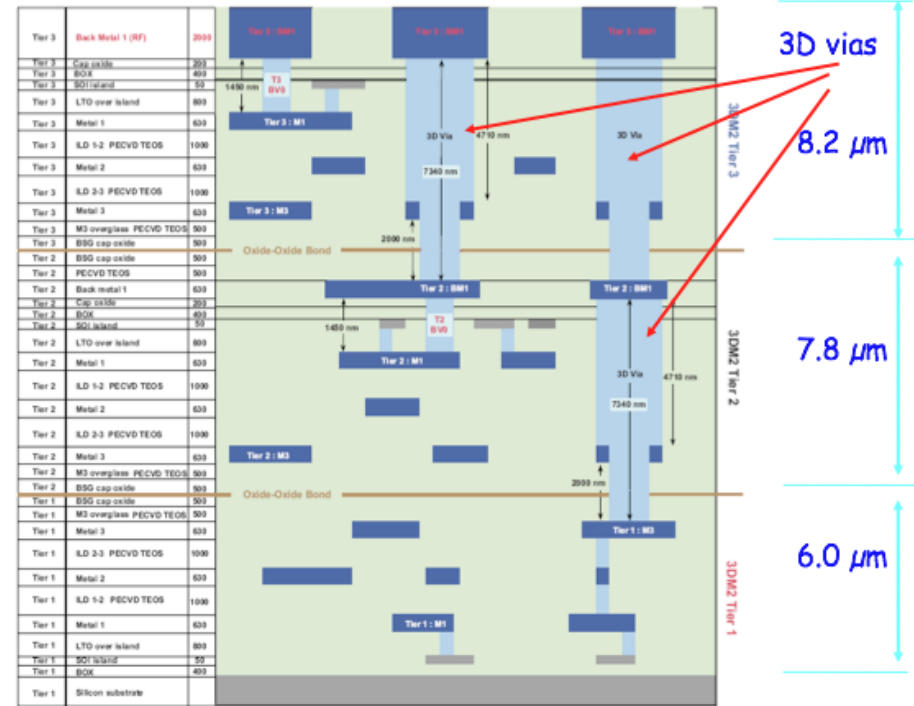 Tier 3 Back Metal 1 (RF) 2000
Tier 3 Cap oxide 200
Tier 3 BOX 400
Tier 3 SOI island 50
Tier 3 LTO over island 800
Tier 3 Metal 1 630
Tier 3 ILD 1-2 PECVD TEOS 1000
Tier 3 Metal 2 630
Tier 3 ILD 2-3 PECVD TEOS 1000
Tier 3 Metal 3 630
Tier 3 M3 overglass PECVD TEOS 500
Tier 3 BSG cap oxide 500
Tier 2 BSG cap oxide 500
Tier 2 PECVD TEOS 500
Tier 2 Back metal 1 630
Tier 2 Cap oxide 200
Tier 2 BOX 400
Tier 2 SOI island 50
Tier 2 LTO over island 800
Tier 2 Metal 1 630
Tier 2 ILD 1-2 PECVD TEOS 1000
Tier 2 Metal 2 630
Tier 2 ILD 2-3 PECVD TEOS 1000
Tier 2 Metal 3 630
Tier 2 M3 overglass PECVD TEOS 500
Tier 2 BSG cap oxide 500
Tier 1 BSG cap oxide 500
Tier 1 M3 overglass PECVD TEOS 500
Tier 1 Metal 3 630
Tier 1 ILD 2-3 PECVD TEOS 1000
Tier 1 Metal 2 630
Tier 1 ILD 1-2 PECVD TEOS 1000
Tier 1 Metal 1 630
Tier 1 LTO over island 800
Tier 1 SOI island 50
Tier 1 BOX 400
Tier 1 Silicon substrate
Tier 3 : BM1
Tier 3 : BM1
Tier 3 : BM1
1450 nm
T3
BV0
Tier 3 : M1
3D Via
4710 nm
3D Via
7340 nm
Tier 3 : M3
2000 nm
Oxide-Oxide Bond
Tier 2 : BM1
Tier 2 : BM1
1450 nm
T2
BV0
Tier 2 : M1
3D Via
4710 nm
7340 nm
Tier 2 : M3
2000 nm
Oxide-Oxide Bond
Tier 1 : M3
Tier 1 : M1
3DM2 Tier 3
3DM2 Tier 2
3DM2 Tier 1
3D vias
8.2 µm
7.8 µm
6.0 µm